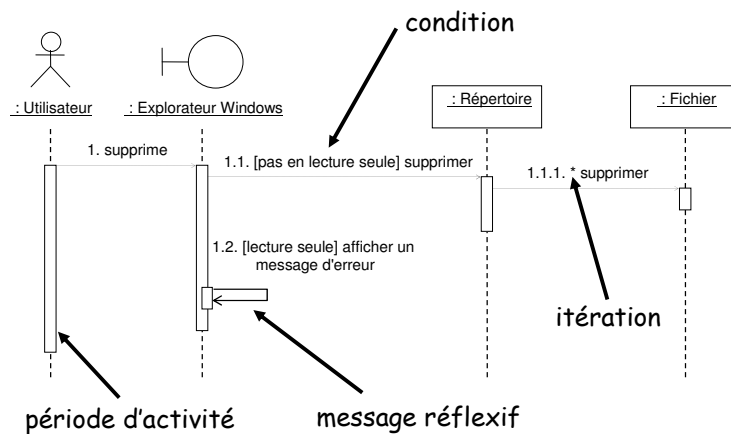 condition
: Utilisateur
: Explorateur Windows
: Répertoire
: Fichier
1. supprime
1.1. [pas en lecture seule] supprimer
1.1.1. * supprimer
1.2. [lecture seule] afficher un
message d'erreur
itération
période d'activité
message réflexif